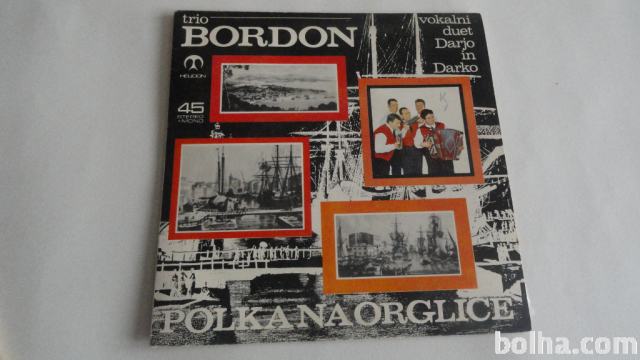 trio
BORDON
vokalni
duet
Darjo
in
Darko
HELIDON
45
STEREO
+MONO
POLKA NA ORGLICE
bolha.com